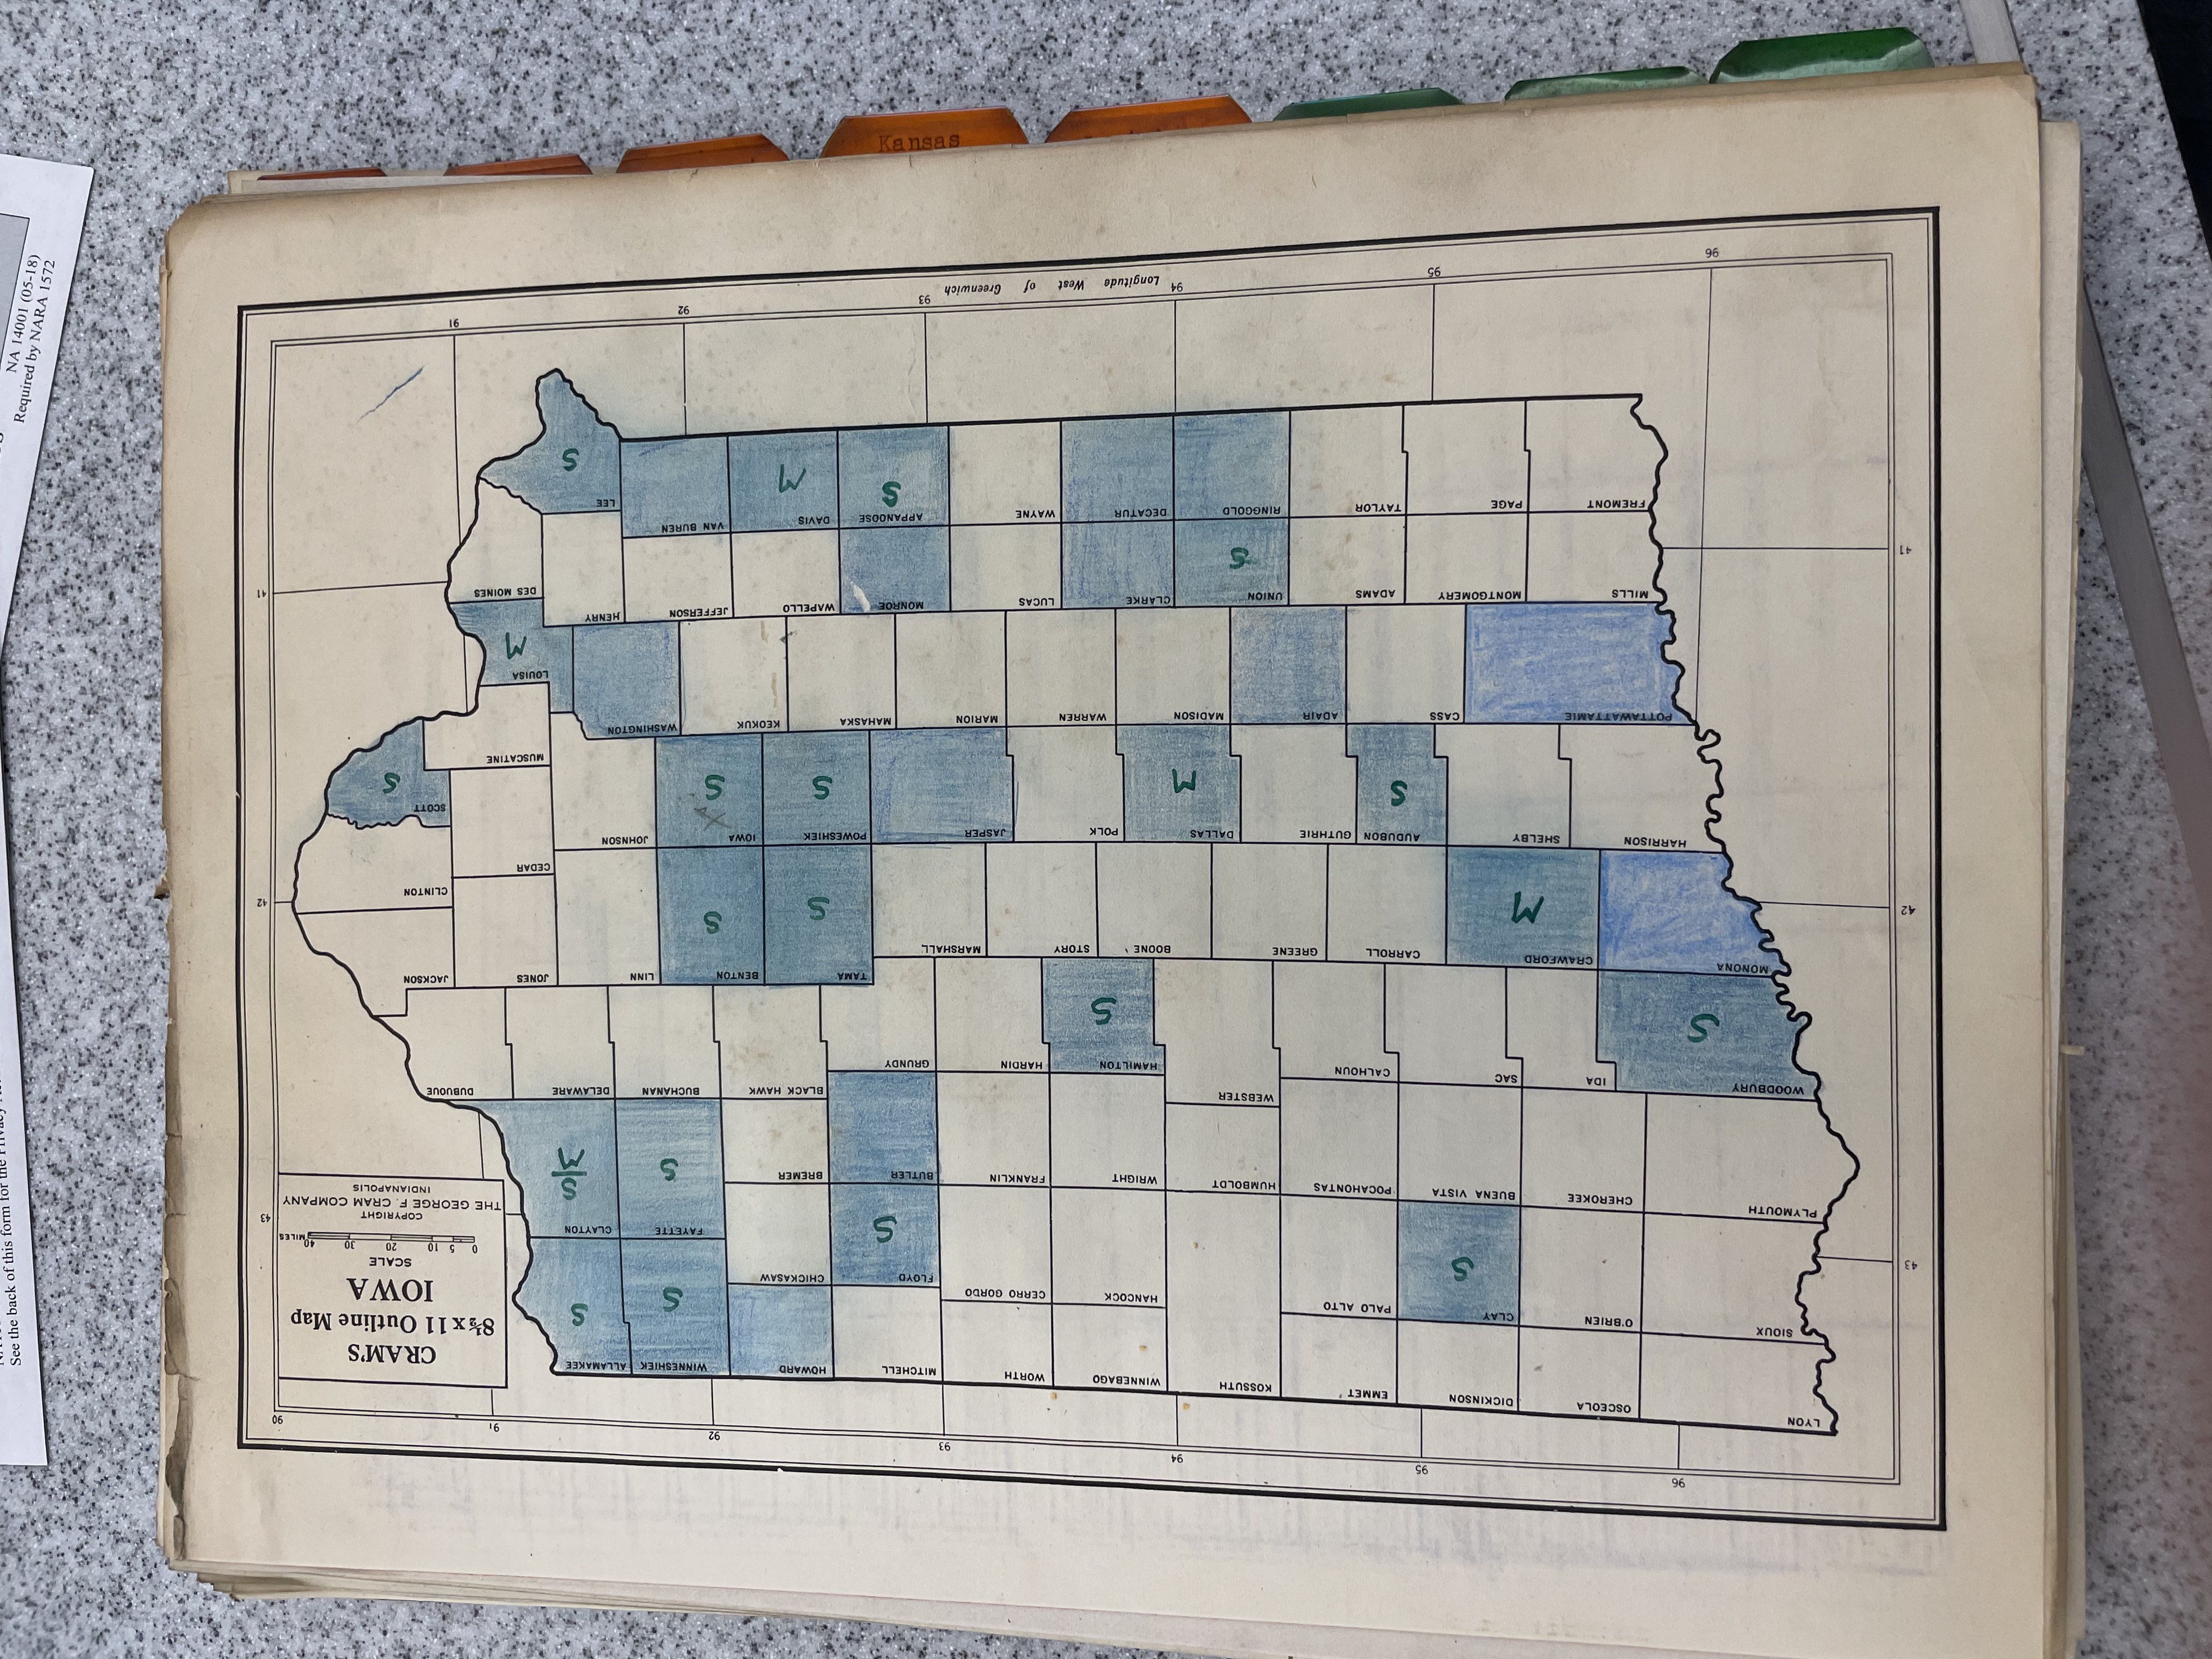 See the back of this form for the Privacy
NA 14001 (05-18)
Required by NARA 1572
CRAM'S
8½ x 11 Outline Map
IOWA
SCALE
0 5 10 20 30 40 MILES
COPYRIGHT
THE GEORGE F. CRAM COMPANY
INDIANAPOLIS
96
95
94
93
92
91
90
43
42
41
43
42
41
96
95
94
93
92
91
Longitude West of Greenwich
LYON
OSCEOLA
DICKINSON
EMMET
KOSSUTH
WINNEBAGO
WORTH
MITCHELL
HOWARD
WINNESHIEK
S
ALLAMAKEE
S
SIOUX
O'BRIEN
CLAY
S
PALO ALTO
HANCOCK
CERRO GORDO
FLOYD
S
CHICKASAW
FAYETTE
S
CLAYTON
S
M
PLYMOUTH
CHEROKEE
BUENA VISTA
POCAHONTAS
HUMBOLDT
WRIGHT
FRANKLIN
BUTLER
BREMER
WOODBURY
S
IDA
SAC
CALHOUN
WEBSTER
HAMILTON
S
HARDIN
GRUNDY
BLACK HAWK
BUCHANAN
DELAWARE
DUBUQUE
MONONA
CRAWFORD
M
CARROLL
GREENE
BOONE
STORY
MARSHALL
TAMA
S
BENTON
S
LINN
JONES
JACKSON
HARRISON
SHELBY
AUDUBON
S
GUTHRIE
DALLAS
M
POLK
JASPER
POWESHIEK
S
IOWA
X
S
JOHNSON
CEDAR
CLINTON
SCOTT
S
MUSCATINE
POTTAWATTAMIE
CASS
ADAIR
MADISON
WARREN
MARION
MAHASKA
KEOKUK
WASHINGTON
LOUISA
M
MILLS
MONTGOMERY
ADAMS
UNION
S
CLARKE
LUCAS
MONROE
WAPELLO
JEFFERSON
HENRY
DES MOINES
FREMONT
PAGE
TAYLOR
RINGGOLD
DECATUR
WAYNE
APPANOOSE
S
DAVIS
M
VAN BUREN
LEE
S
Kansas